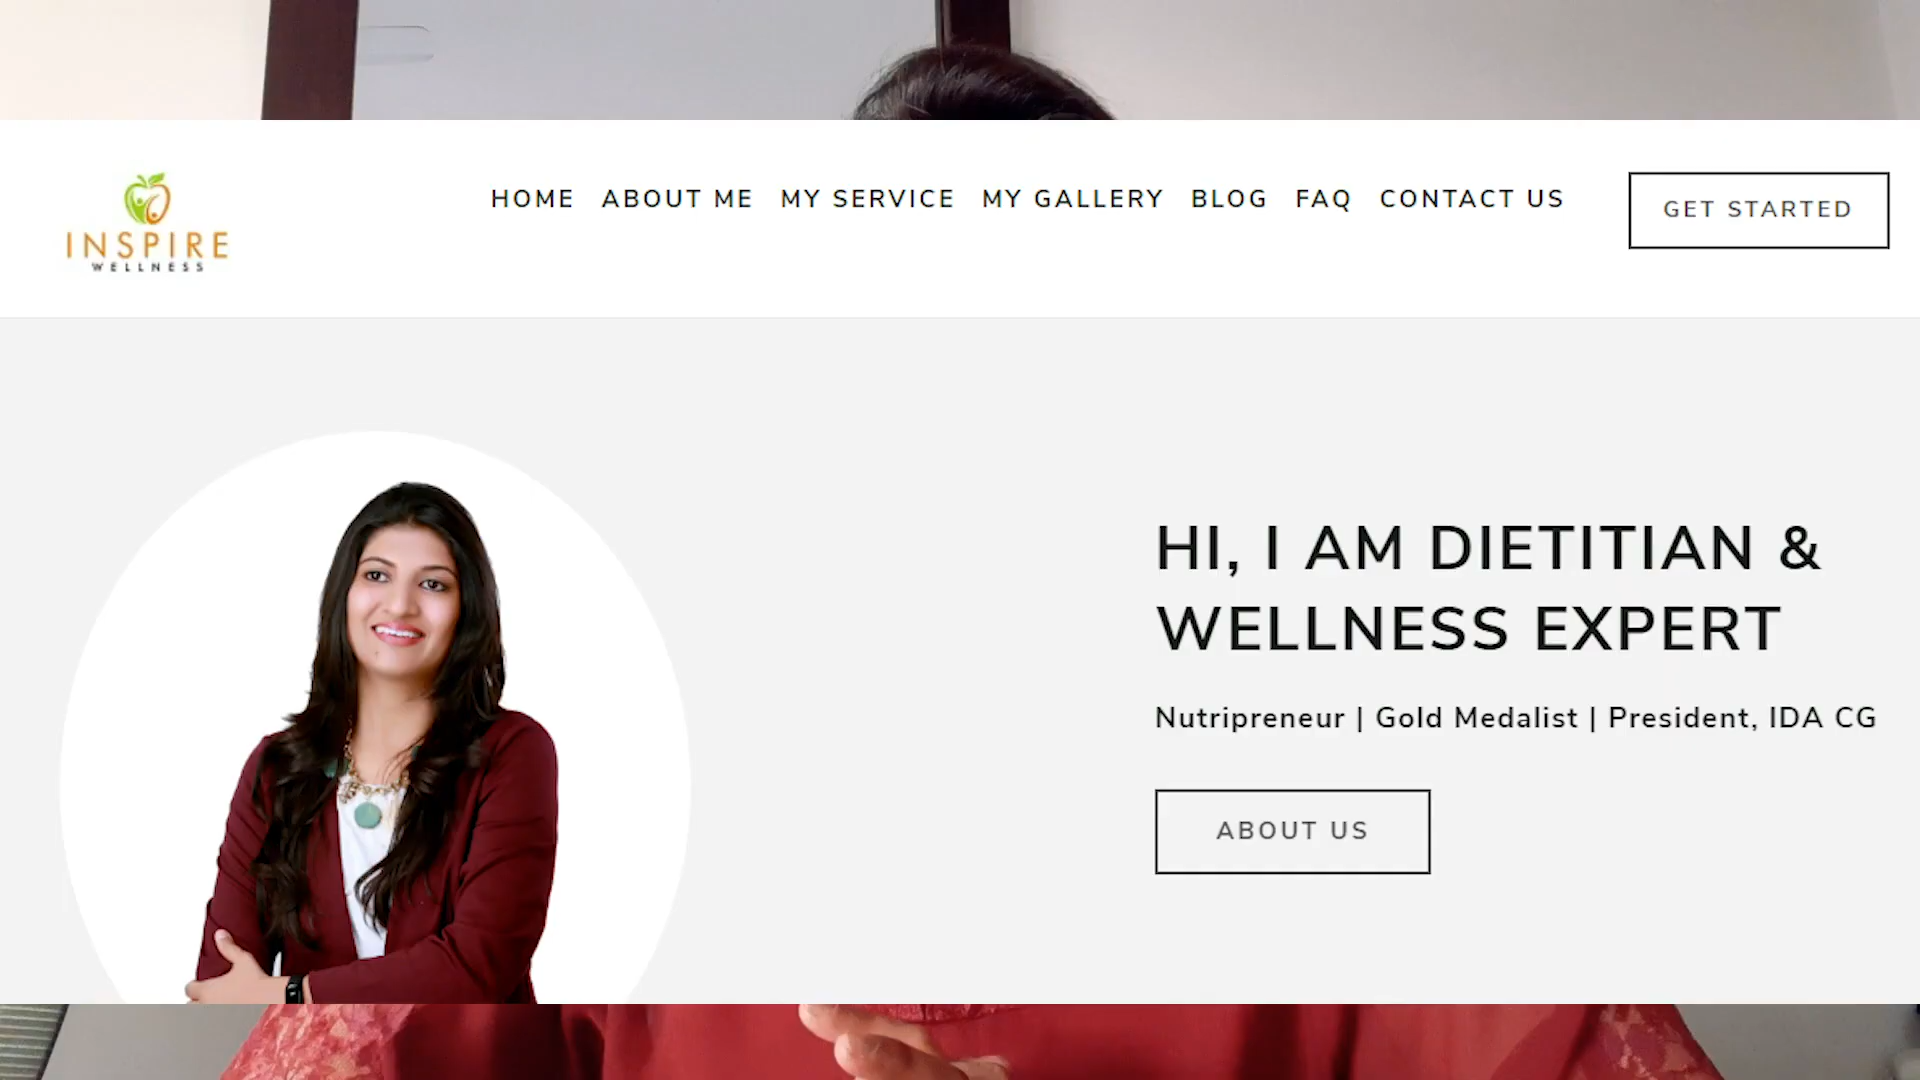 INSPIRE
WELLNESS
HOME ABOUT ME MY SERVICE MY GALLERY BLOG FAQ CONTACT US
GET STARTED
HI, I AM DIETITIAN &
WELLNESS EXPERT
Nutripreneur | Gold Medalist | President, IDA CG
ABOUT US